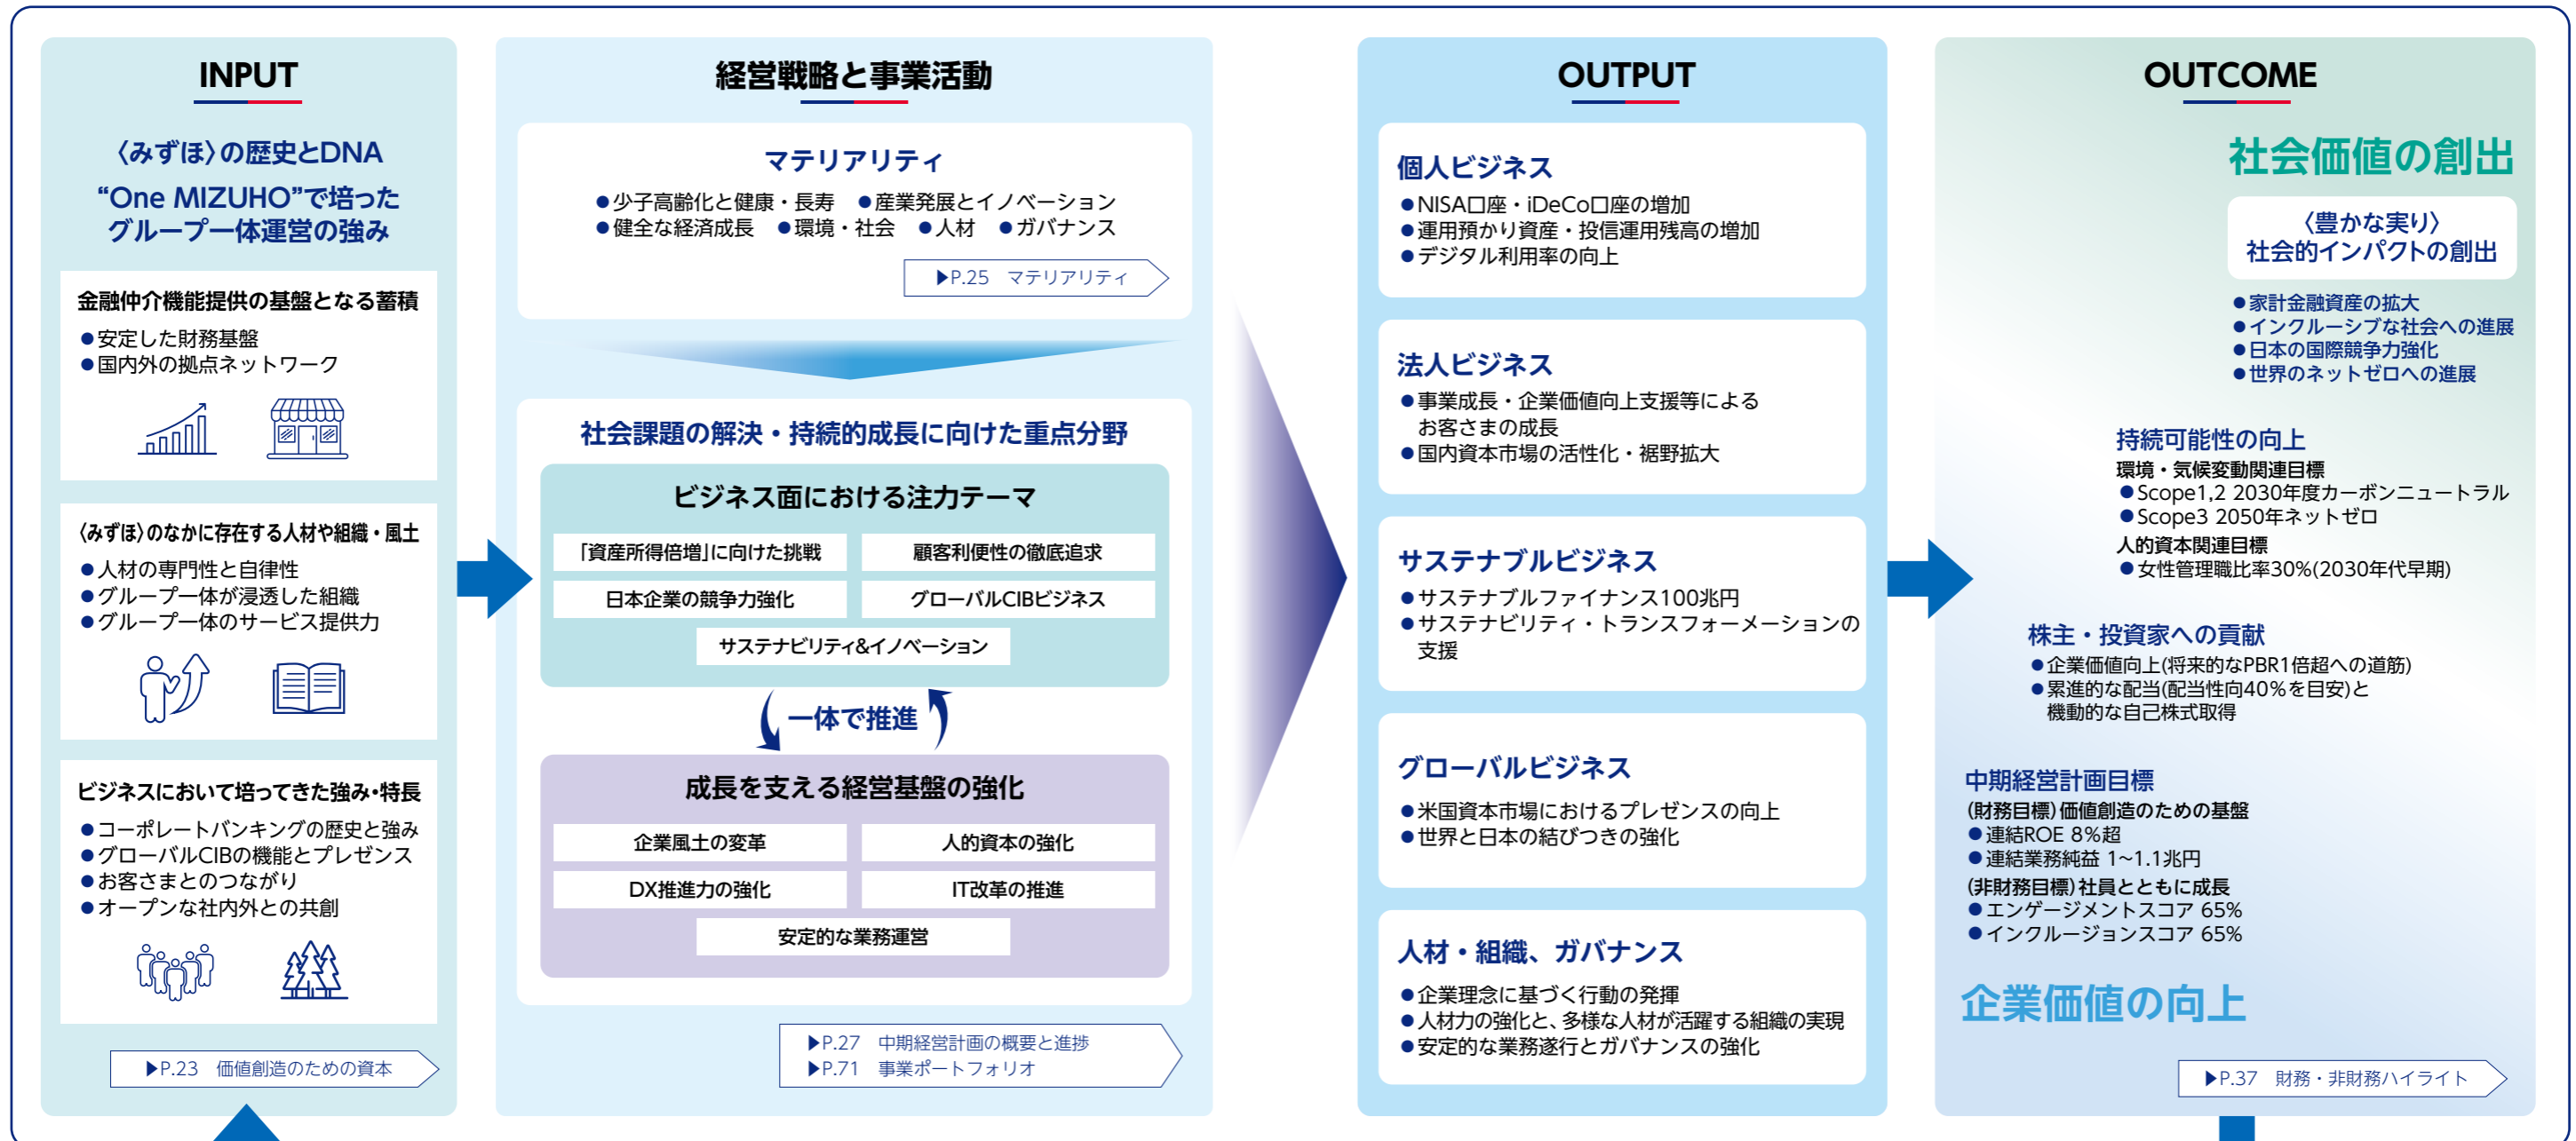 INPUT
〈みずほ〉の歴史とDNA
“One MIZUHO”で培った
グループ一体運営の強み
金融仲介機能提供の基盤となる蓄積
●安定した財務基盤
●国内外の拠点ネットワーク
〈みずほ〉のなかに存在する人材や組織・風土
●人材の専門性と自律性
●グループ一体が浸透した組織
●グループ一体のサービス提供力
ビジネスにおいて培ってきた強み・特長
●コーポレートバンキングの歴史と強み
●グローバルCIBの機能とプレゼンス
●お客さまとのつながり
●オープンな社内外との共創
▶P.23 価値創造のための資本
経営戦略と事業活動
マテリアリティ
●少子高齢化と健康・長寿 ●産業発展とイノベーション
●健全な経済成長 ●環境・社会 ●人材 ●ガバナンス
▶P.25 マテリアリティ
社会課題の解決・持続的成長に向けた重点分野
ビジネス面における注力テーマ
「資産所得倍増」に向けた挑戦 顧客利便性の徹底追求
日本企業の競争力強化 グローバルCIBビジネス
サステナビリティ&イノベーション
一体で推進
成長を支える経営基盤の強化
企業風土の変革 人的資本の強化
DX推進力の強化 IT改革の推進
安定的な業務運営
▶P.27 中期経営計画の概要と進捗
▶P.71 事業ポートフォリオ
OUTPUT
個人ビジネス
●NISA口座・iDeCo口座の増加
●運用預かり資産・投信運用残高の増加
●デジタル利用率の向上
法人ビジネス
●事業成長・企業価値向上支援等による
お客さまの成長
●国内資本市場の活性化・裾野拡大
サステナブルビジネス
●サステナブルファイナンス100兆円
●サステナビリティ・トランスフォーメーションの
支援
グローバルビジネス
●米国資本市場におけるプレゼンスの向上
●世界と日本の結びつきの強化
人材・組織、ガバナンス
●企業理念に基づく行動の発揮
●人材力の強化と、多様な人材が活躍する組織の実現
●安定的な業務遂行とガバナンスの強化
OUTCOME
社会価値の創出
〈豊かな実り〉
社会的インパクトの創出
●家計金融資産の拡大
●インクルーシブな社会への進展
●日本の国際競争力強化
●世界のネットゼロへの進展
持続可能性の向上
環境・気候変動関連目標
●Scope1,2 2030年度カーボンニュートラル
●Scope3 2050年ネットゼロ
人的資本関連目標
●女性管理職比率30%(2030年代早期)
株主・投資家への貢献
●企業価値向上(将来的なPBR1倍超への道筋)
●累進的な配当(配当性向40%を目安)と
機動的な自己株式取得
中期経営計画目標
(財務目標)価値創造のための基盤
●連結ROE 8%超
●連結業務純益 1~1.1兆円
(非財務目標)社員とともに成長
●エンゲージメントスコア 65%
●インクルージョンスコア 65%
企業価値の向上
▶P.37 財務・非財務ハイライト